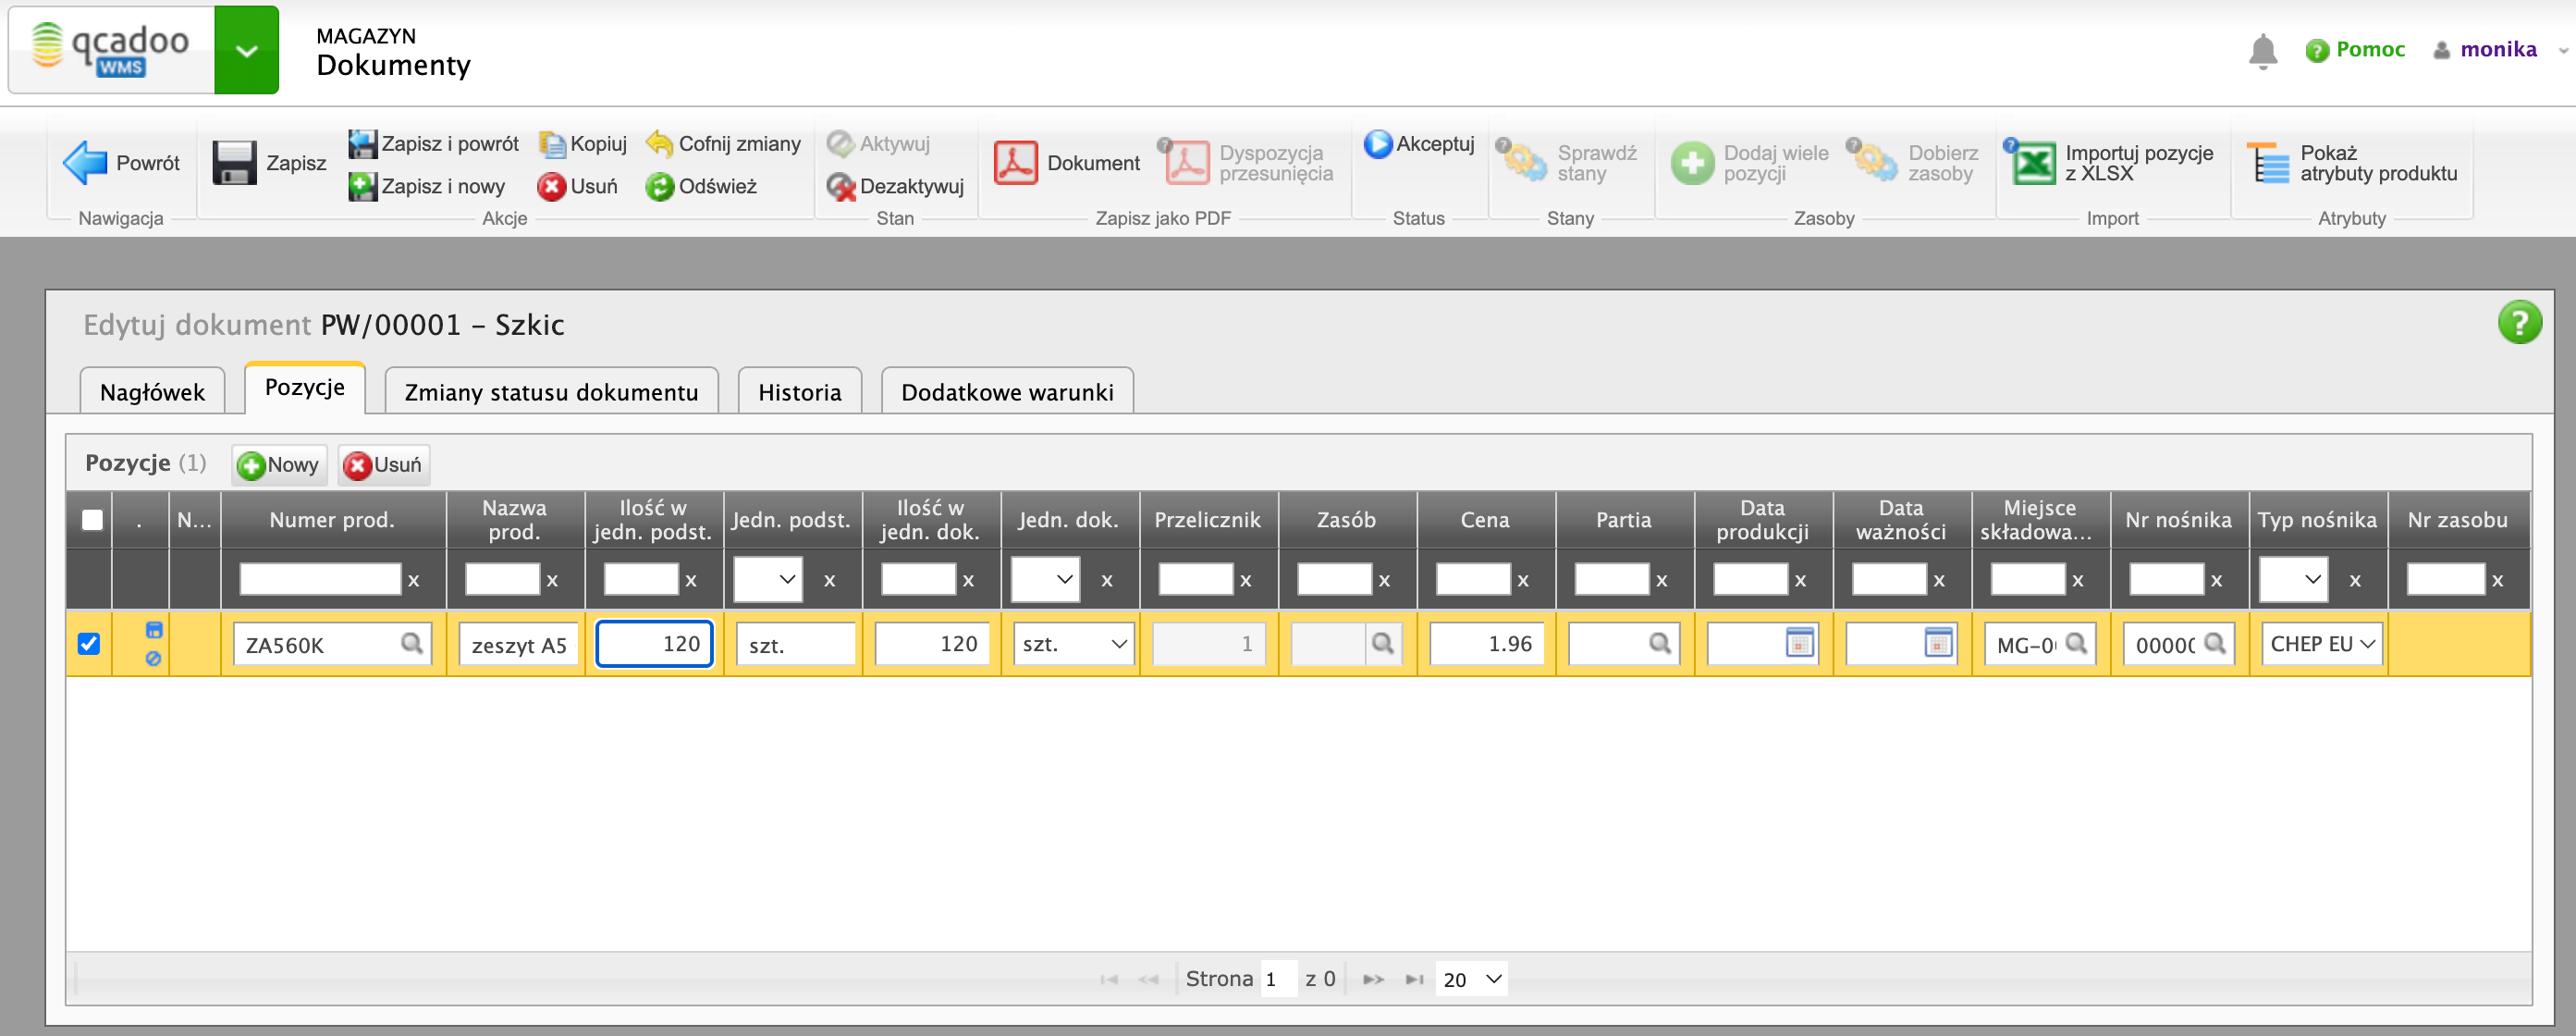 qcadoo
WMS
MAGAZYN
Dokumenty
Pomoc
monika
Powrót
Nawigacja
Zapisz
Zapisz i powrót
Kopiuj
Cofnij zmiany
Zapisz i nowy
Usuń
Odśwież
Akcje
Aktywuj
Dezaktywuj
Stan
Dokument
Dyspozycja
przesunięcia
Zapisz jako PDF
Akceptuj
Status
Sprawdź
stany
Stany
Dodaj wiele
pozycji
Dobierz
zasoby
Zasoby
Importuj pozycje
z XLSX
Import
Pokaż
atrybuty produktu
Atrybuty
Edytuj dokument PW/00001 - Szkic
Nagłówek
Pozycje
Zmiany statusu dokumentu
Historia
Dodatkowe warunki
Pozycje (1)
Nowy
Usuń
.
N...
Numer prod.
Nazwa
prod.
Ilość w
jedn. podst.
Jedn. podst.
Ilość w
jedn. dok.
Jedn. dok.
Przelicznik
Zasób
Cena
Partia
Data
produkcji
Data
ważności
Miejsce
składowa...
Nr nośnika
Typ nośnika
Nr zasobu
x x x x x x x x x x x x x x x x
ZA560K
zeszyt A5
120
szt.
120
szt.
1
1.96
MG-0
0000
CHEP EU
Strona 1 z 0
20